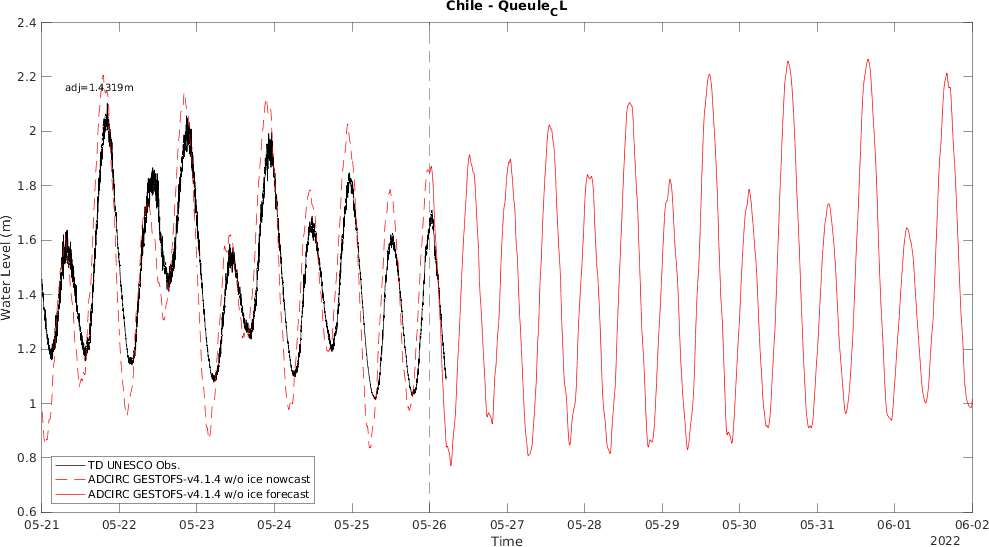 Chile - Queule_CL
2.4
2.2
2
1.8
1.6
1.4
1.2
1
0.8
0.6
Water Level (m)
adj=1.4319m
TD UNESCO Obs.
ADCIRC GESTOFS-v4.1.4 w/o ice nowcast
ADCIRC GESTOFS-v4.1.4 w/o ice forecast
05-21 05-22 05-23 05-24 05-25 05-26 05-27 05-28 05-29 05-30 05-31 06-01 06-02
Time
2022